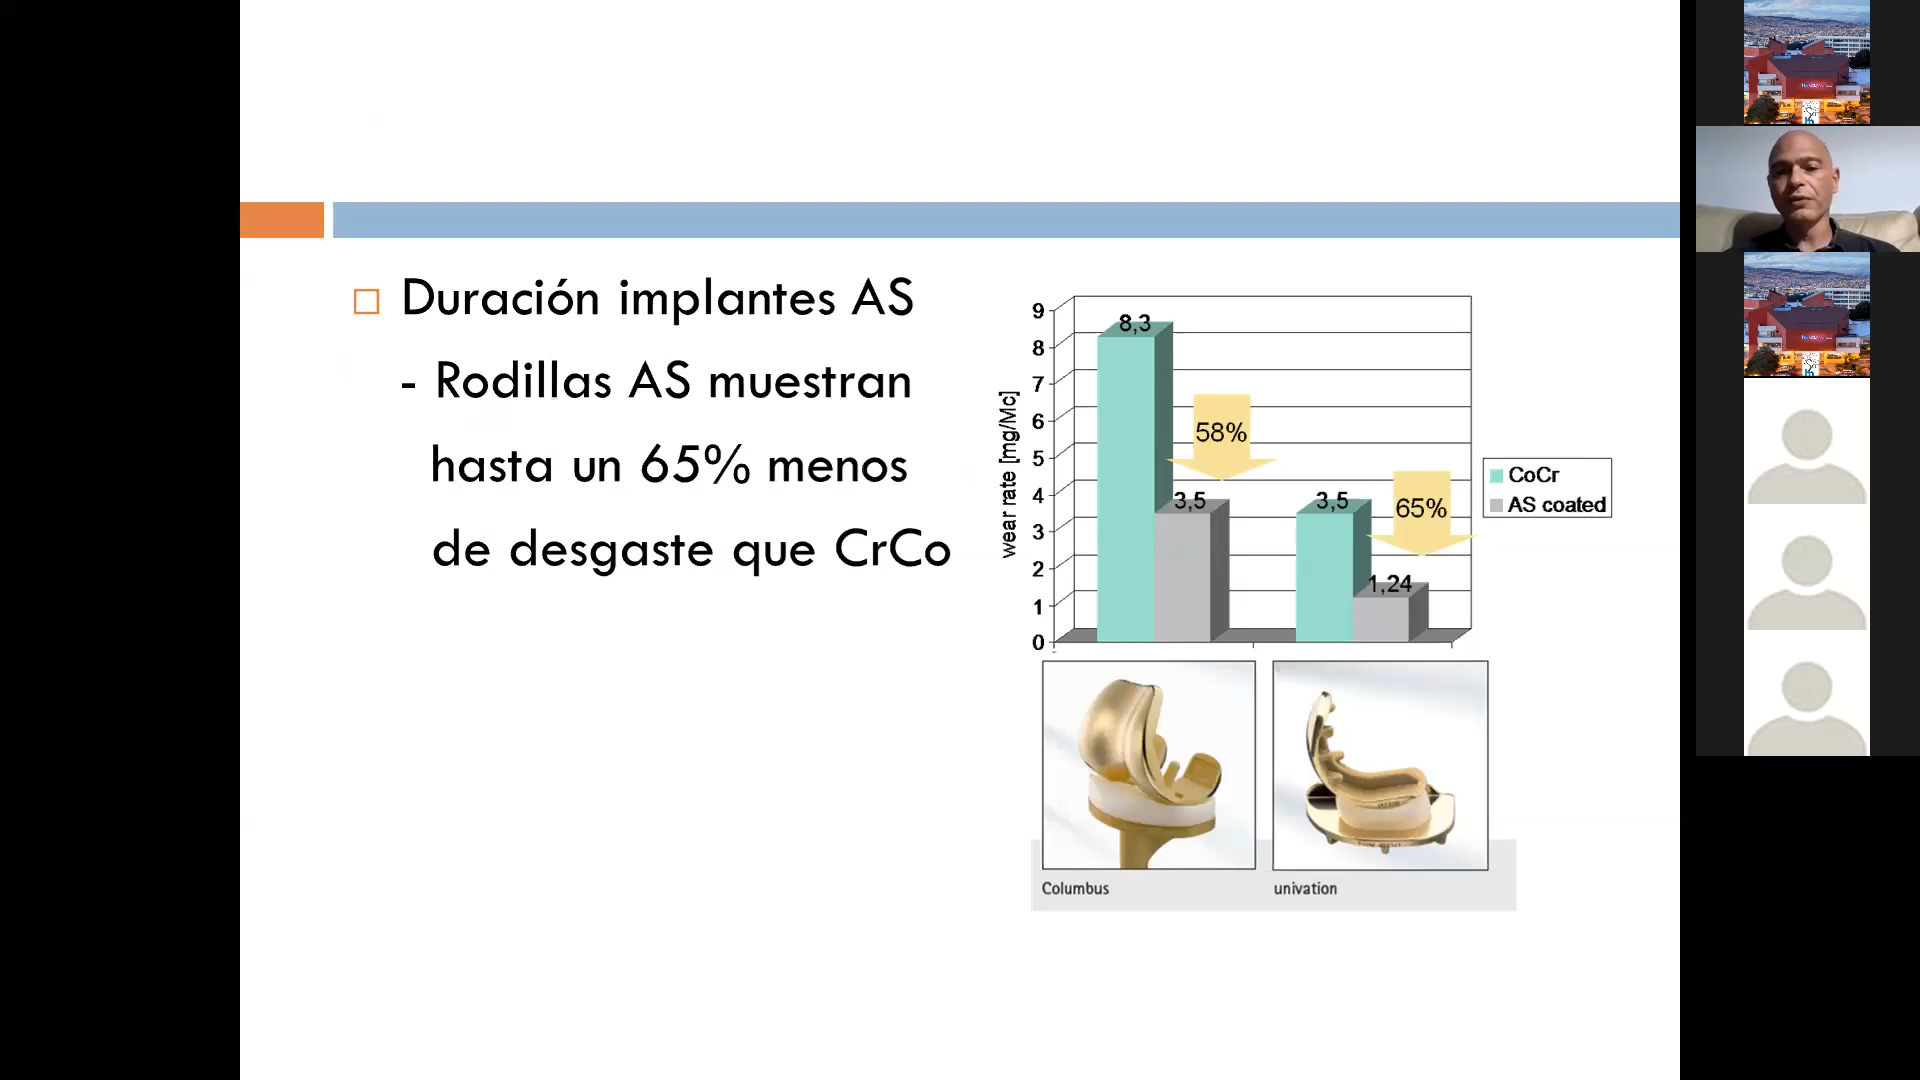 Duración implantes AS
- Rodillas AS muestran
hasta un 65% menos
de desgaste que CrCo
wear rate [mg/Mc]
9
8
7
6
5
4
3
2
1
0
8,3
3,5
58%
3,5
1,24
65%
CoCr
AS coated
Columbus
univation